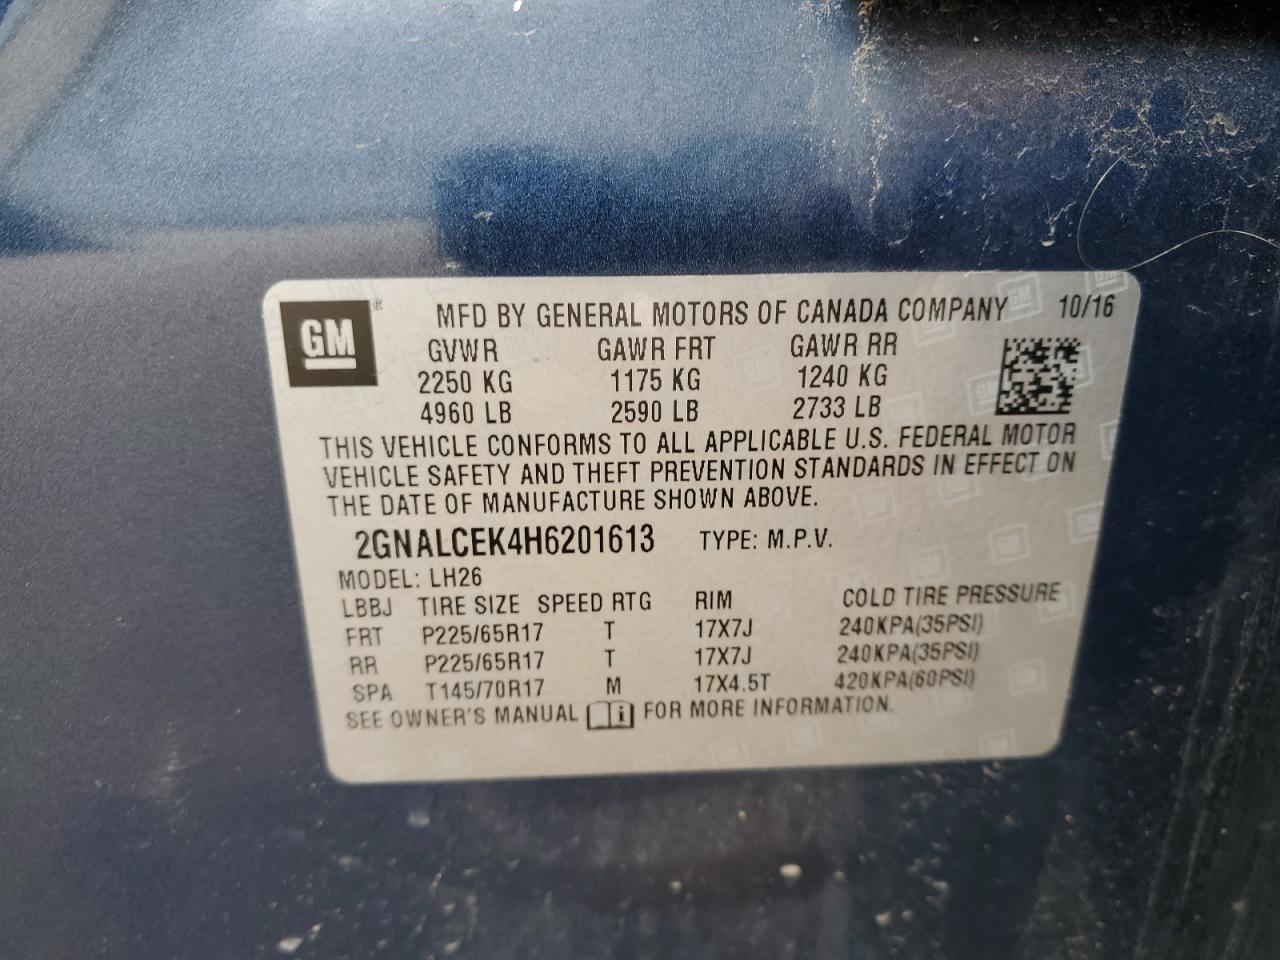 GM®
MFD BY GENERAL MOTORS OF CANADA COMPANY 10/16
GVWR GAWR FRT GAWR RR
2250 KG 1175 KG 1240 KG
4960 LB 2590 LB 2733 LB
THIS VEHICLE CONFORMS TO ALL APPLICABLE U.S. FEDERAL MOTOR
VEHICLE SAFETY AND THEFT PREVENTION STANDARDS IN EFFECT ON
THE DATE OF MANUFACTURE SHOWN ABOVE.
2GNALCEK4H6201613 TYPE: M.P.V.
MODEL: LH26
LBBJ TIRE SIZE SPEED RTG RIM COLD TIRE PRESSURE
FRT P225/65R17 T 17X7J 240KPA(35PSI)
RR P225/65R17 T 17X7J 240KPA(35PSI)
SPA T145/70R17 M 17X4.5T 420KPA(60PSI)
SEE OWNER'S MANUAL i FOR MORE INFORMATION.